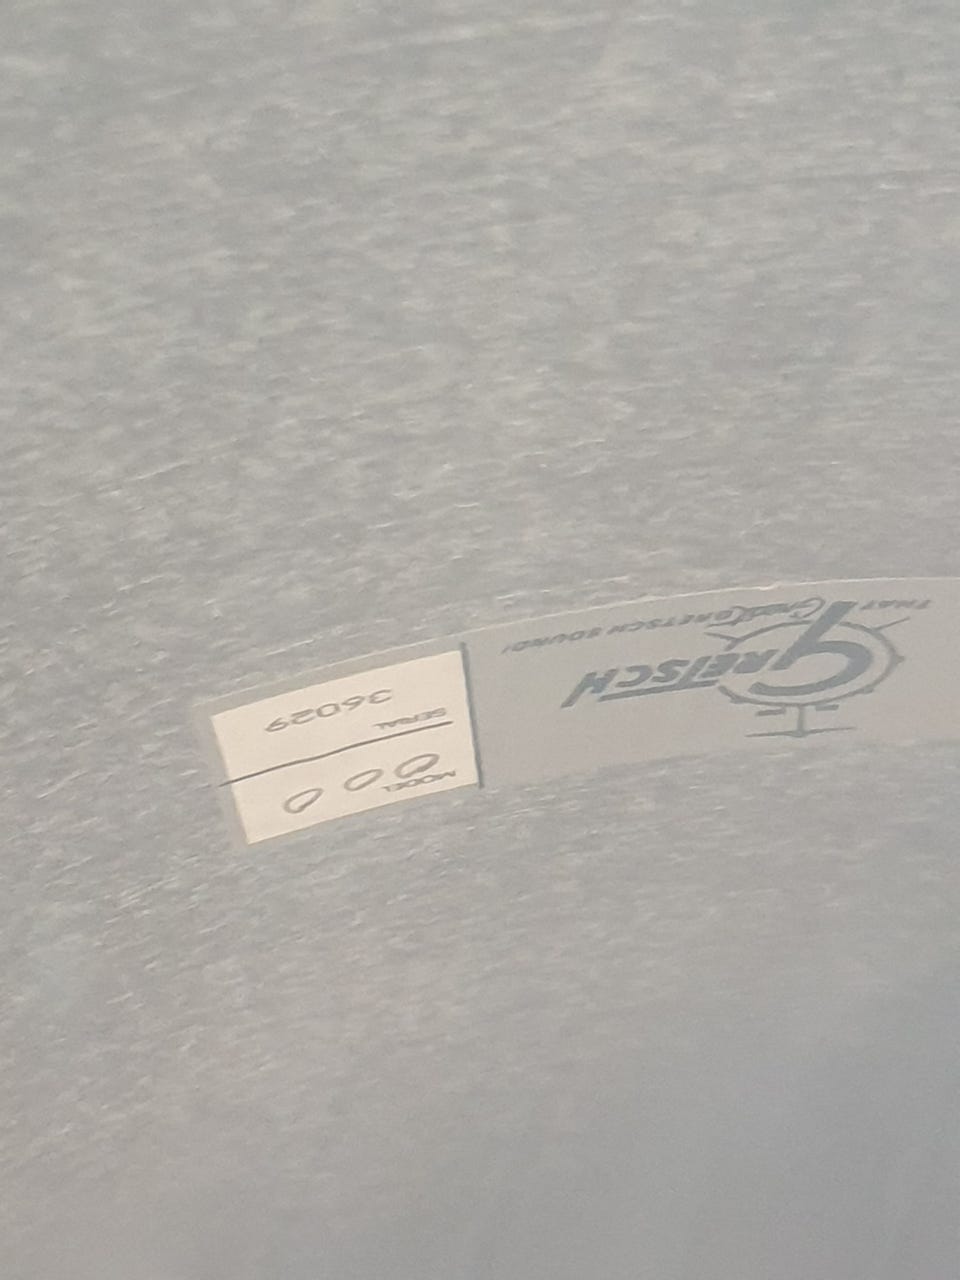 GRETSCH
THAT Great GRETSCH SOUND!
MODEL
000
SERIAL
36029